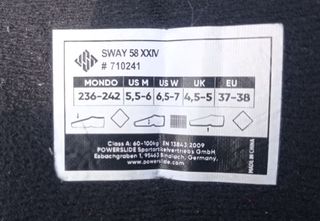 SWAY 58 XXIV
# 710241
MONDO US M US W UK EU
236-242 5,5-6 6,5-7 4,5-5 37-38
Class A: 60-100kg EN 13843:2009
POWERSLIDE Sportartikelvertriebs GmbH
Esbachgraben 1, 95463 Bindlach, Germany.
www.powerslide.com
MADE IN CHINA